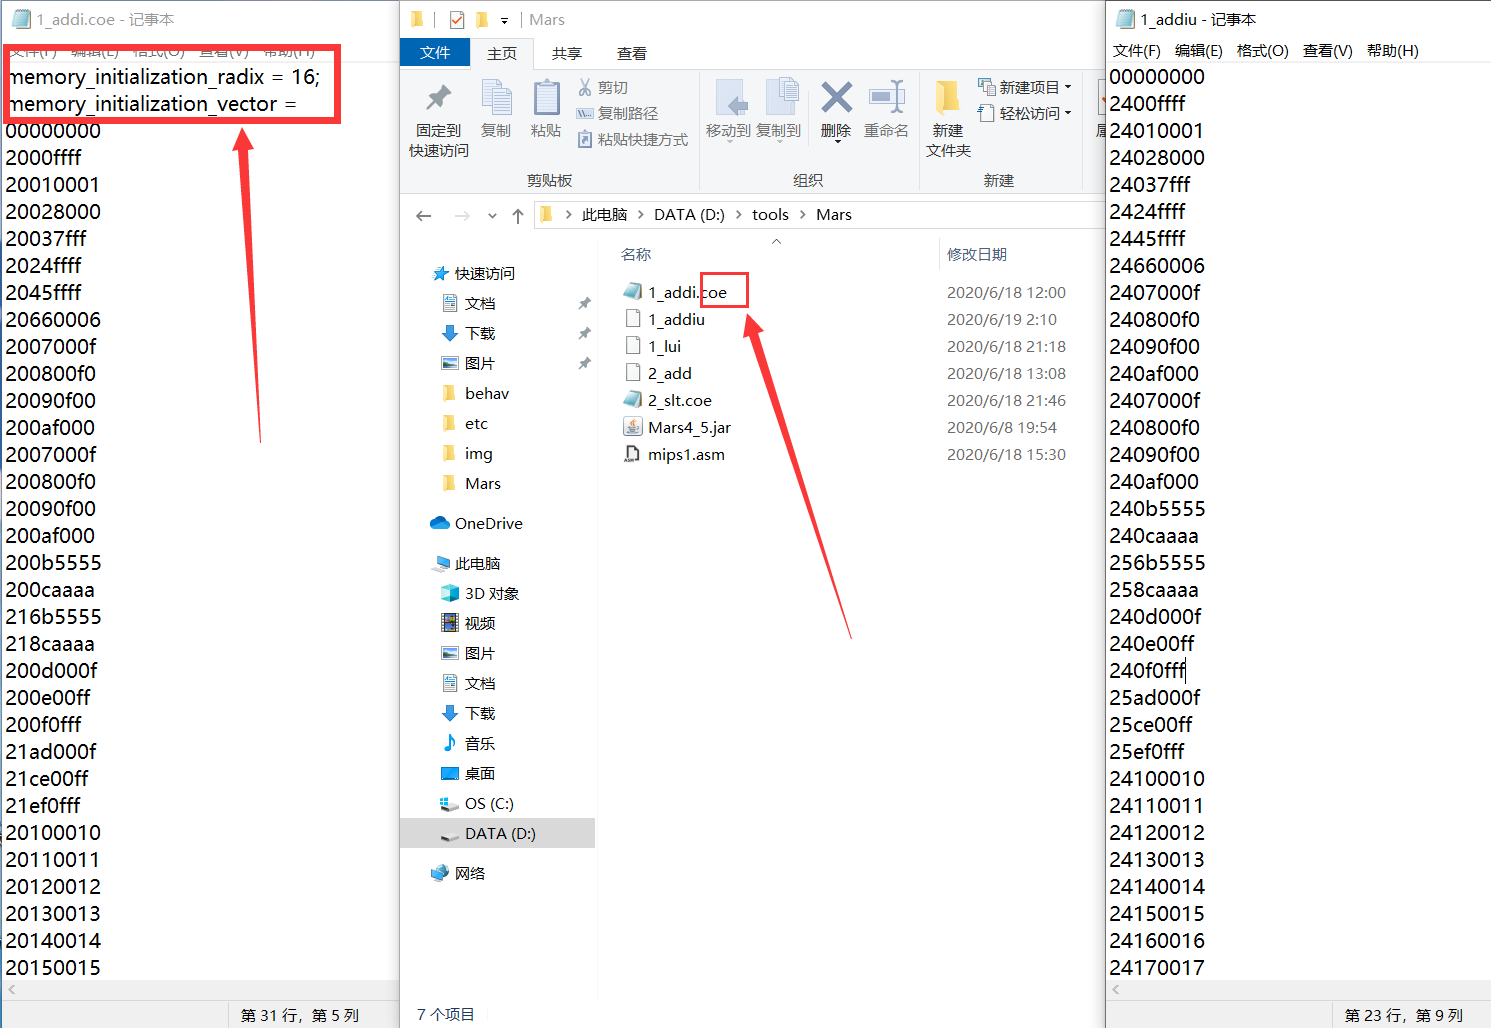 1_addi.coe - 记事本
文件(F) 编辑(E) 格式(O) 查看(V) 帮助(H)
memory_initialization_radix = 16;
memory_initialization_vector =
00000000
2000ffff
20010001
20028000
20037fff
2024ffff
2045ffff
20660006
2007000f
200800f0
20090f00
200af000
2007000f
200800f0
20090f00
200af000
200b5555
200caaaa
216b5555
218caaaa
200d000f
200e00ff
200f0fff
21ad000f
21ce00ff
21ef0fff
20100010
20110011
20120012
20130013
20140014
20150015
第 31 行，第 5 列
Mars
文件 主页 共享 查看
固定到
快速访问
复制
粘贴
剪切
复制路径
粘贴快捷方式
剪贴板
移动到
复制到
删除
重命名
组织
新建
文件夹
新建项目
轻松访问
新建
此电脑 DATA (D:) tools Mars
快速访问
文档
下载
图片
behav
etc
img
Mars
OneDrive
此电脑
3D 对象
视频
图片
文档
下载
音乐
桌面
OS (C:)
DATA (D:)
网络
名称 修改日期
1_addi.coe 2020/6/18 12:00
1_addiu 2020/6/19 2:10
1_lui 2020/6/18 21:18
2_add 2020/6/18 13:08
2_slt.coe 2020/6/18 21:46
Mars4_5.jar 2020/6/8 19:54
mips1.asm 2020/6/18 15:30
7 个项目
1_addiu - 记事本
文件(F) 编辑(E) 格式(O) 查看(V) 帮助(H)
00000000
2400ffff
24010001
24028000
24037fff
2424ffff
2445ffff
24660006
2407000f
240800f0
24090f00
240af000
2407000f
240800f0
24090f00
240af000
240b5555
240caaaa
256b5555
258caaaa
240d000f
240e00ff
240f0fff
25ad000f
25ce00ff
25ef0fff
24100010
24110011
24120012
24130013
24140014
24150015
24160016
24170017
第 23 行，第 9 列